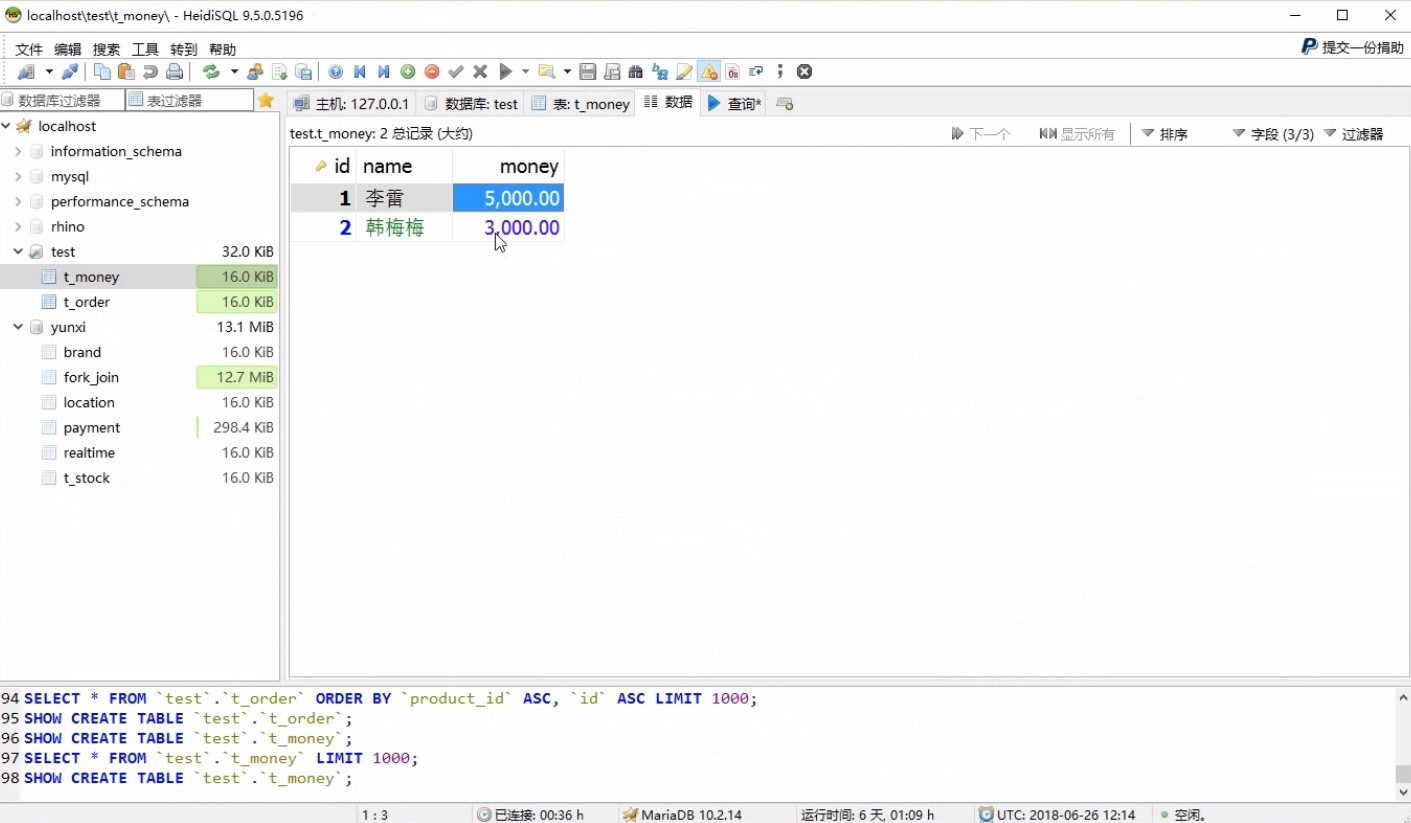 localhost\test\t_money\ - HeidiSQL 9.5.0.5196
文件 编辑 搜索 工具 转到 帮助 提交一份捐助
数据库过滤器 表过滤器 主机: 127.0.0.1 数据库: test 表: t_money 数据 查询*
localhost
information_schema
mysql
performance_schema
rhino
test 32.0 KiB
t_money 16.0 KiB
t_order 16.0 KiB
yunxi 13.1 MiB
brand 16.0 KiB
fork_join 12.7 MiB
location 16.0 KiB
payment 298.4 KiB
realtime 16.0 KiB
t_stock 16.0 KiB
test.t_money: 2 总记录 (大约) 下一个 显示所有 排序 字段 (3/3) 过滤器
id name money
1 李雷 5,000.00
2 韩梅梅 3,000.00
94 SELECT * FROM `test`.`t_order` ORDER BY `product_id` ASC, `id` ASC LIMIT 1000;
95 SHOW CREATE TABLE `test`.`t_order`;
96 SHOW CREATE TABLE `test`.`t_money`;
97 SELECT * FROM `test`.`t_money` LIMIT 1000;
98 SHOW CREATE TABLE `test`.`t_money`;
1 : 3 已连接: 00:36 h MariaDB 10.2.14 运行时间: 6 天, 01:09 h UTC: 2018-06-26 12:14 空闲。